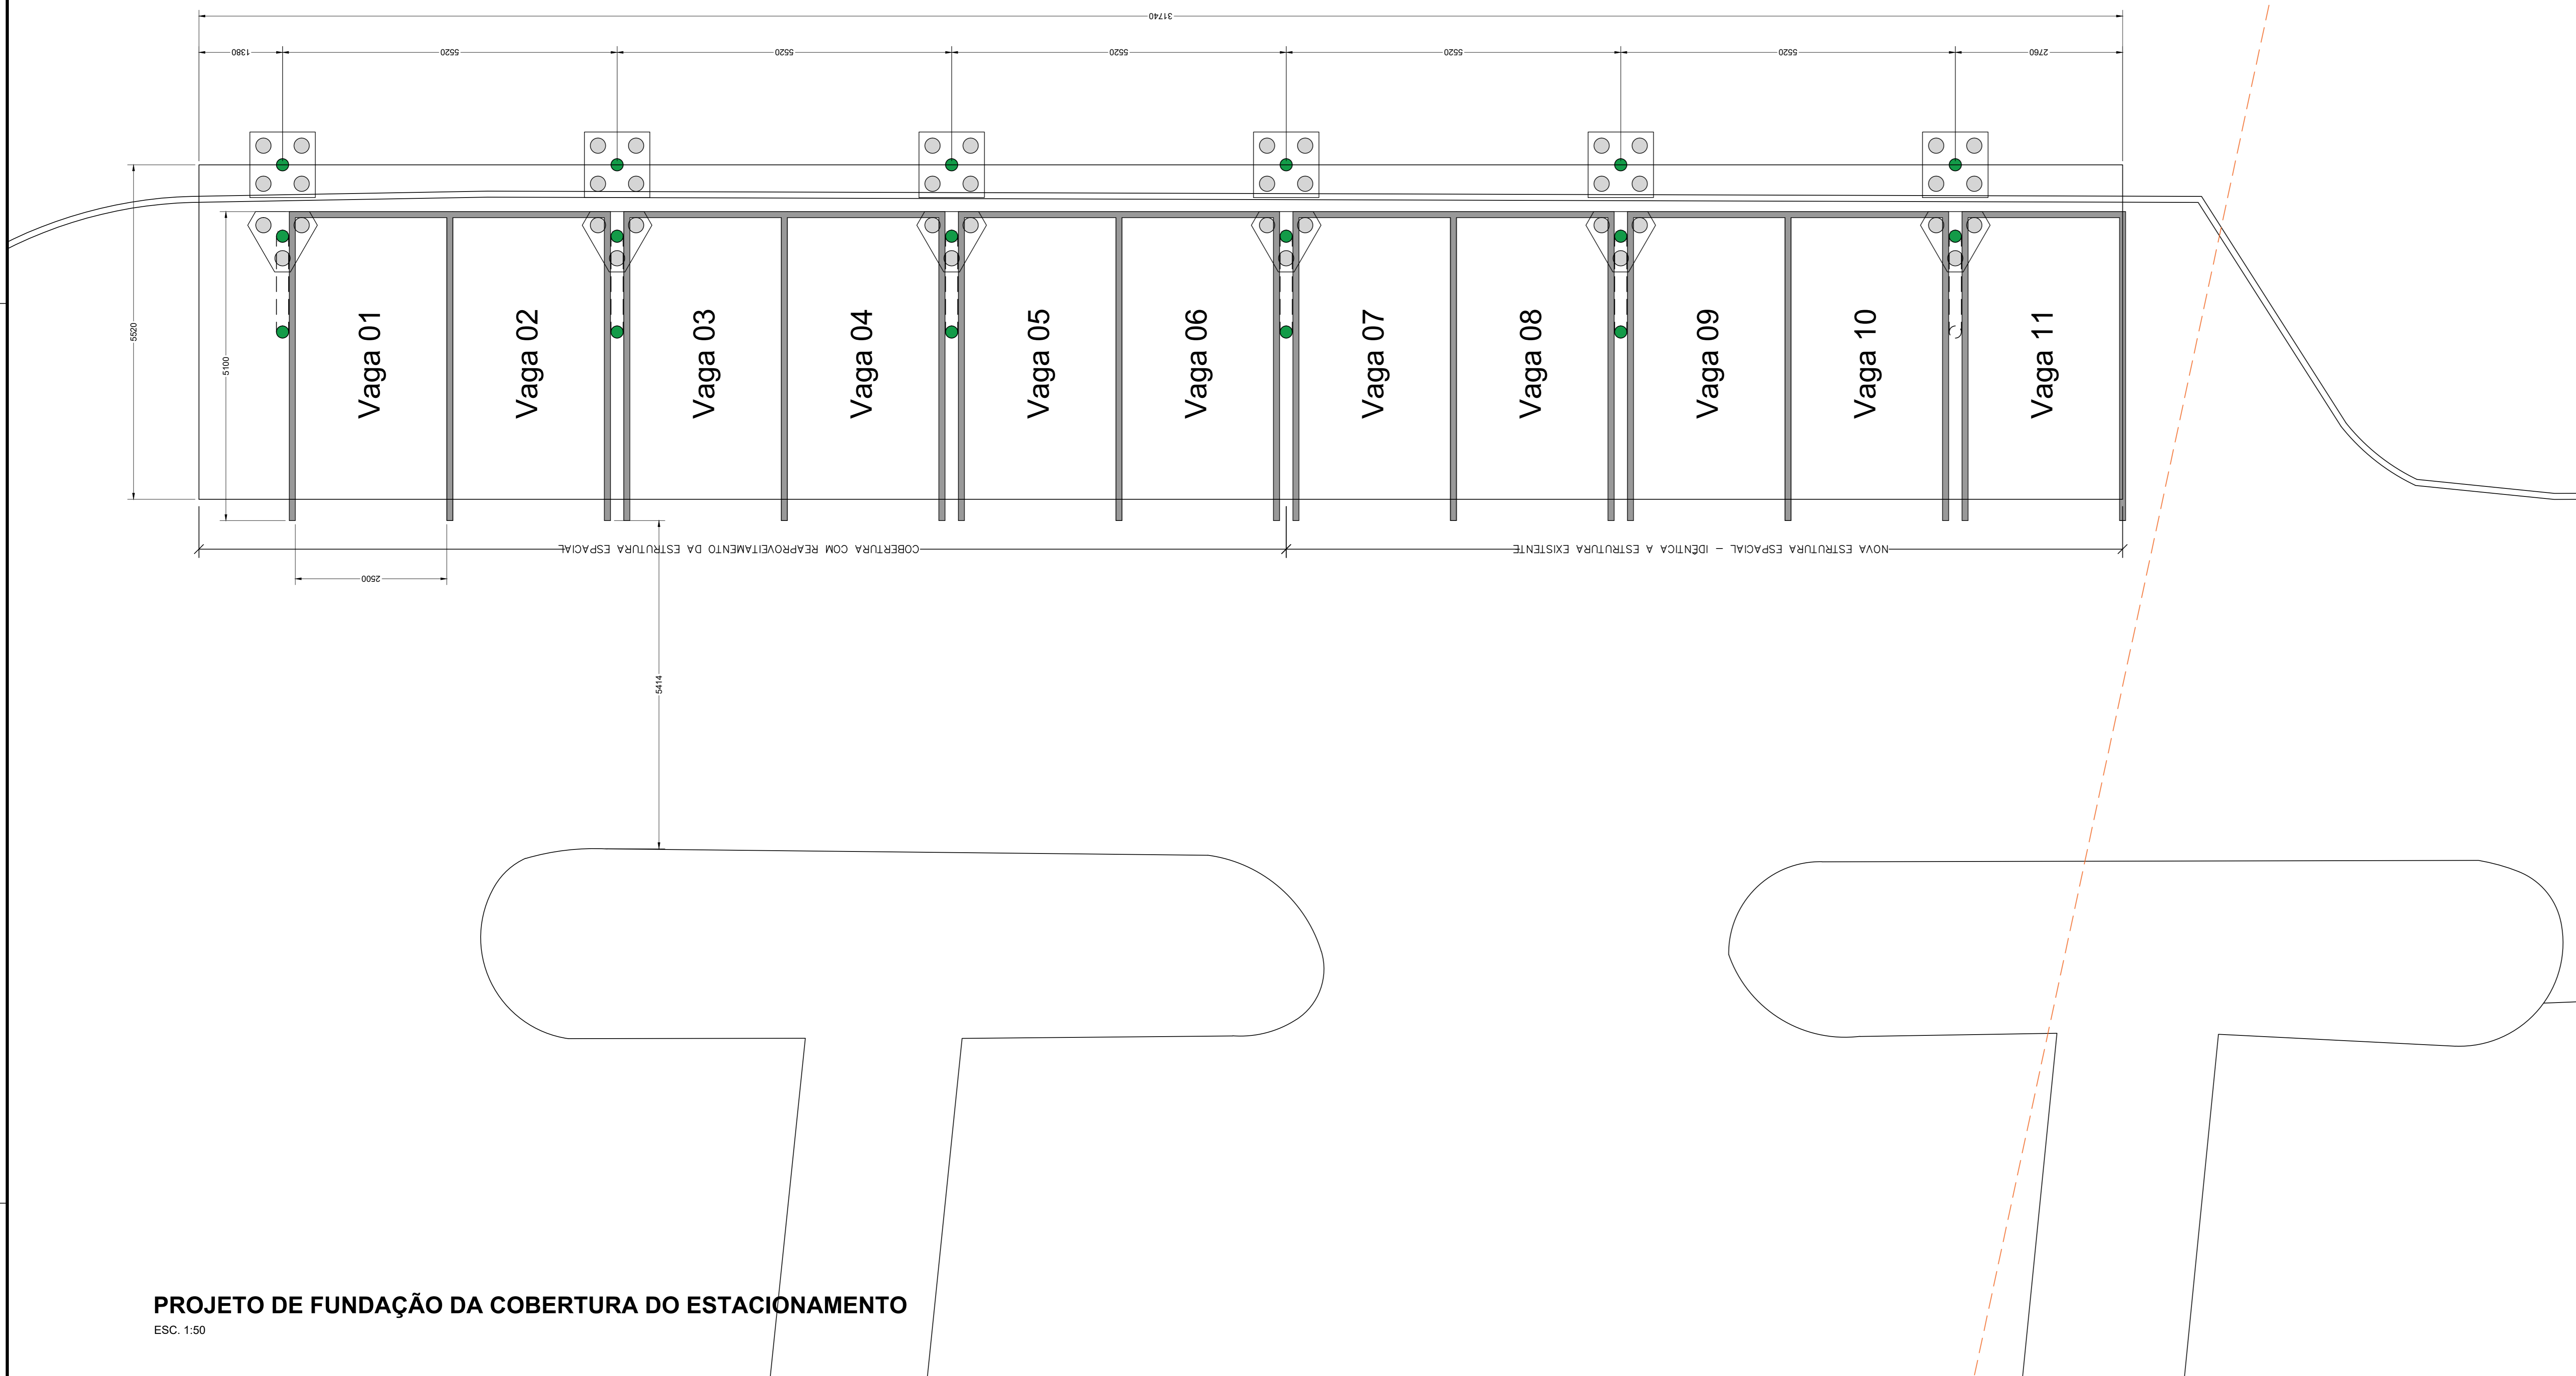 31740
1380
5520
5520
5520
5520
5520
2760
5520
5100
Vaga 01
Vaga 02
Vaga 03
Vaga 04
Vaga 05
Vaga 06
Vaga 07
Vaga 08
Vaga 09
Vaga 10
Vaga 11
COBERTURA COM REAPROVEITAMENTO DA ESTRUTURA ESPACIAL
NOVA ESTRUTURA ESPACIAL - IDÊNTICA A ESTRUTURA EXISTENTE
2500
5414
PROJETO DE FUNDAÇÃO DA COBERTURA DO ESTACIONAMENTO
ESC. 1:50